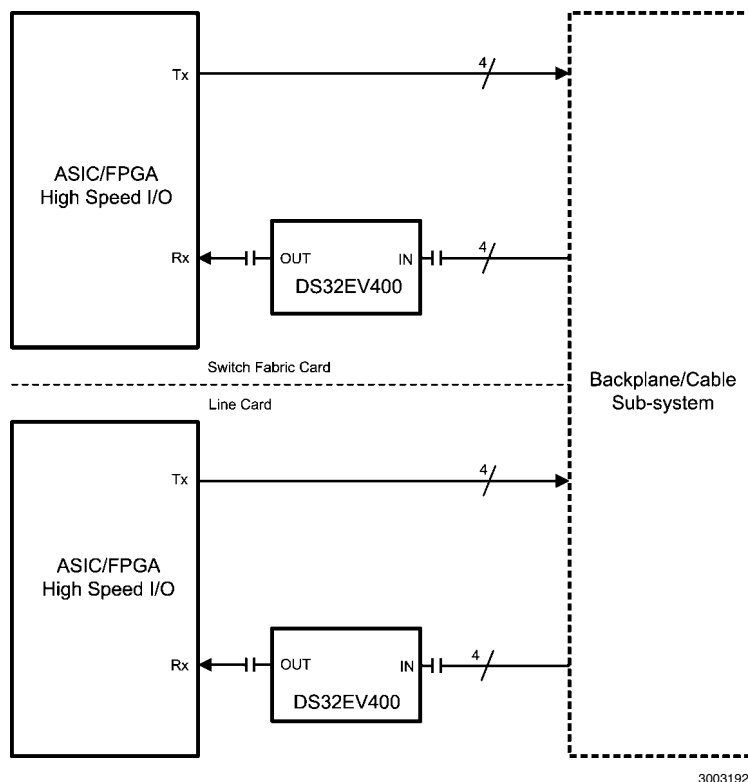 4
Tx
ASIC/FPGA
High Speed I/O
4
Rx
OUT
IN
DS32EV400
Switch Fabric Card
Backplane/Cable
Sub-system
Line Card
4
Tx
ASIC/FPGA
High Speed I/O
4
Rx
OUT
IN
DS32EV400
3003192